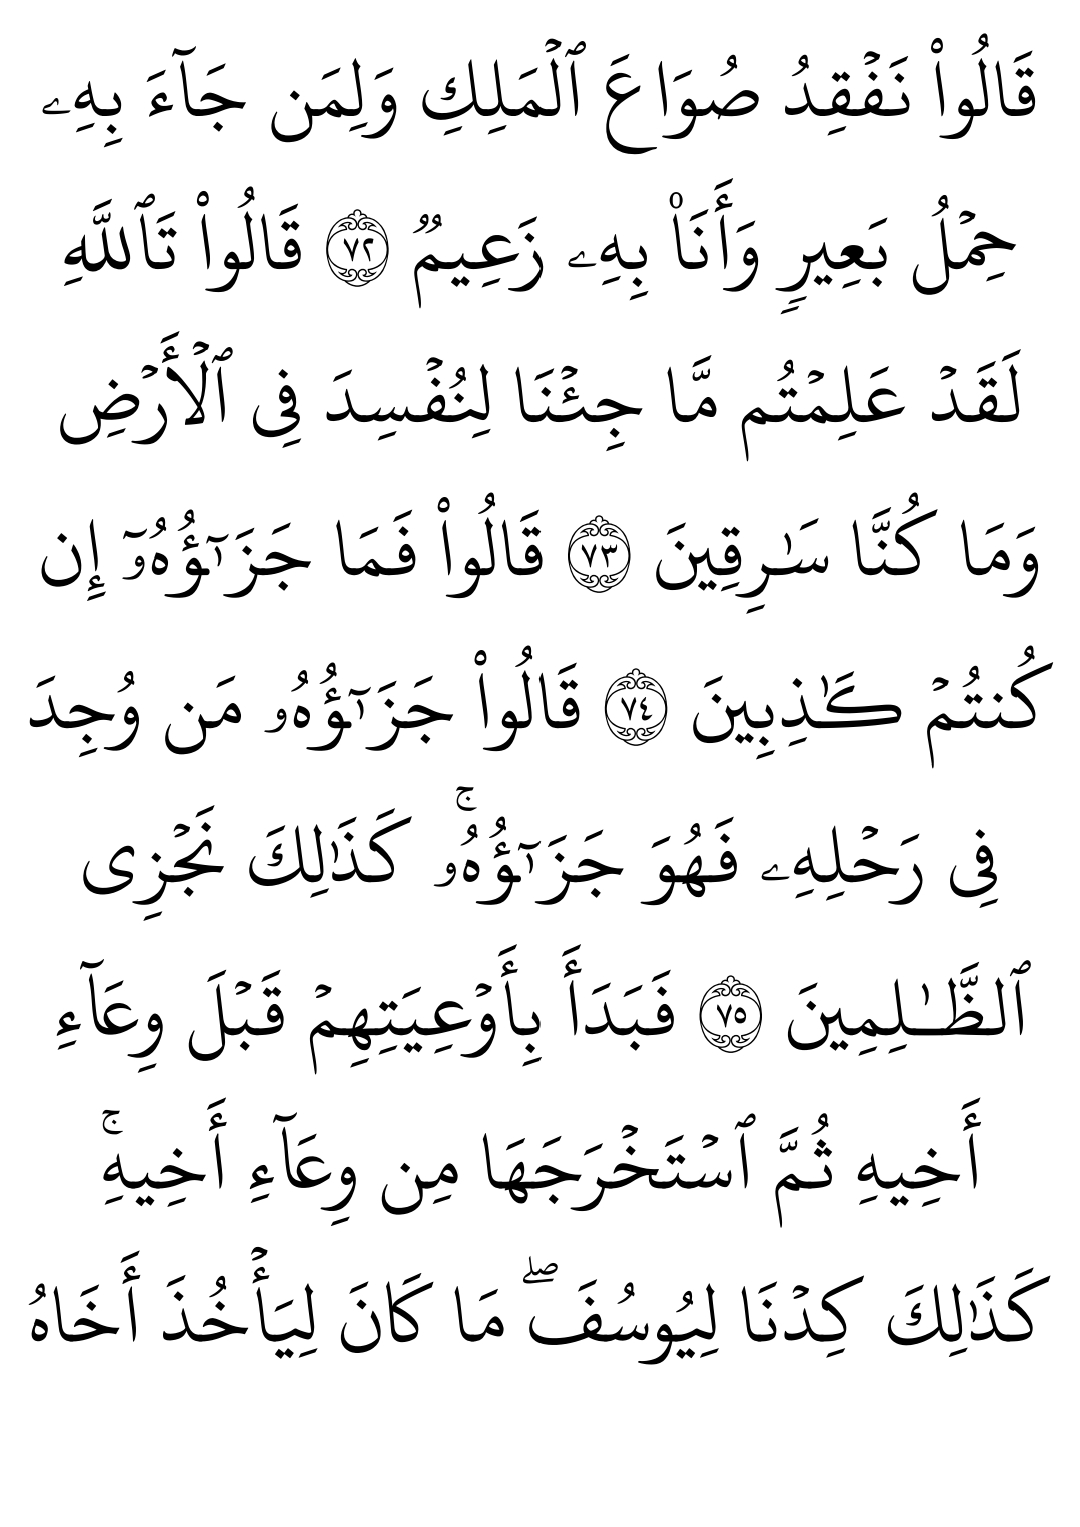 قَالُوا۟ نَفۡقِدُ صُوَاعَ ٱلۡمَلِكِ وَلِمَن جَآءَ بِهِۦ
حِمۡلُ بَعِيرٖ وَأَنَا۠ بِهِۦ زَعِيمٞ ٧٢ قَالُوا۟ تَٱللَّهِ
لَقَدۡ عَلِمۡتُم مَّا جِئۡنَا لِنُفۡسِدَ فِى ٱلۡأَرۡضِ
وَمَا كُنَّا سَـٰرِقِينَ ٧٣ قَالُوا۟ فَمَا جَزَـٰٓؤُهُۥٓ إِن
كُنتُمۡ كَـٰذِبِينَ ٧٤ قَالُوا۟ جَزَـٰٓؤُهُۥ مَن وُجِدَ
فِى رَحۡلِهِۦ فَهُوَ جَزَـٰٓؤُهُۥۚ كَذَٰلِكَ نَجۡزِى
ٱلظَّـٰلِمِينَ ٧٥ فَبَدَأَ بِأَوۡعِيَتِهِمۡ قَبۡلَ وِعَآءِ
أَخِيهِ ثُمَّ ٱسۡتَخۡرَجَهَا مِن وِعَآءِ أَخِيهِۚ
كَذَٰلِكَ كِدۡنَا لِيُوسُفَۖ مَا كَانَ لِيَأۡخُذَ أَخَاهُ